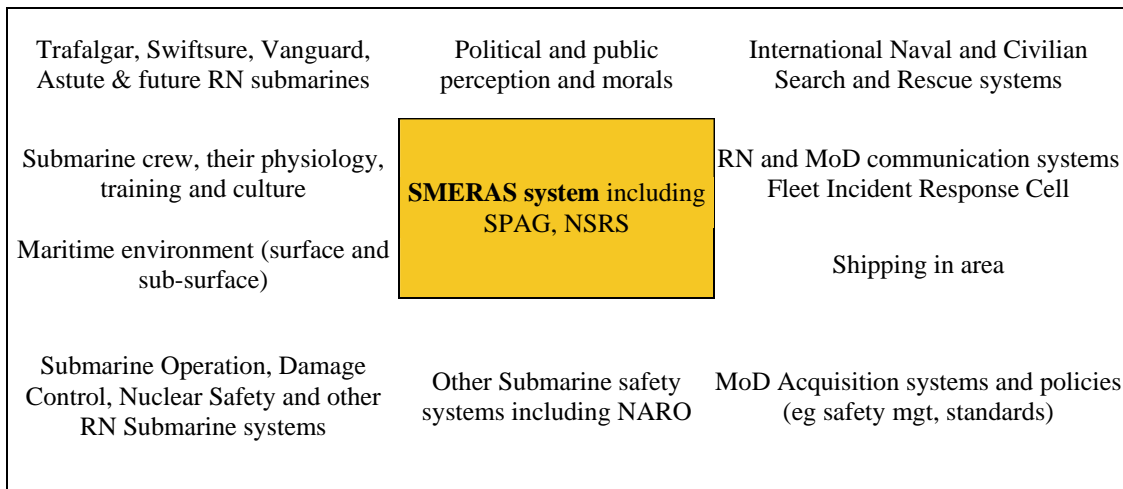 Trafalgar, Swiftsure, Vanguard,
Astute & future RN submarines
Political and public
perception and morals
International Naval and Civilian
Search and Rescue systems
Submarine crew, their physiology,
training and culture
SMERAS system including
SPAG, NSRS
RN and MoD communication systems
Fleet Incident Response Cell
Maritime environment (surface and
sub-surface)
Shipping in area
Submarine Operation, Damage
Control, Nuclear Safety and other
RN Submarine systems
Other Submarine safety
systems including NARO
MoD Acquisition systems and policies
(eg safety mgt, standards)